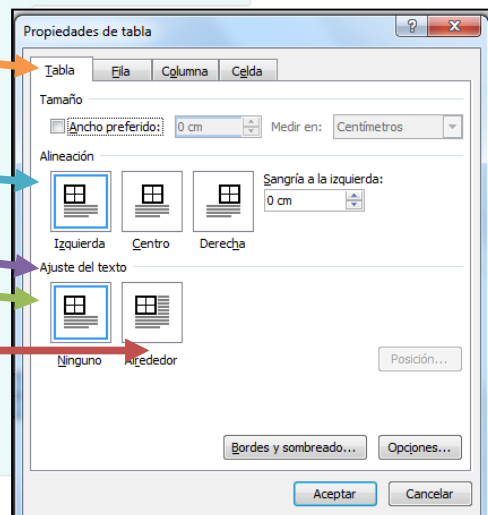 Propiedades de tabla
Tabla Fila Columna Celda
Tamaño
Ancho preferido: 0 cm Medir en: Centímetros
Alineación
Sangría a la izquierda:
0 cm
Izquierda Centro Derecha
Ajuste del texto
Ninguno Alrededor
Posición...
Bordes y sombreado... Opciones...
Aceptar Cancelar